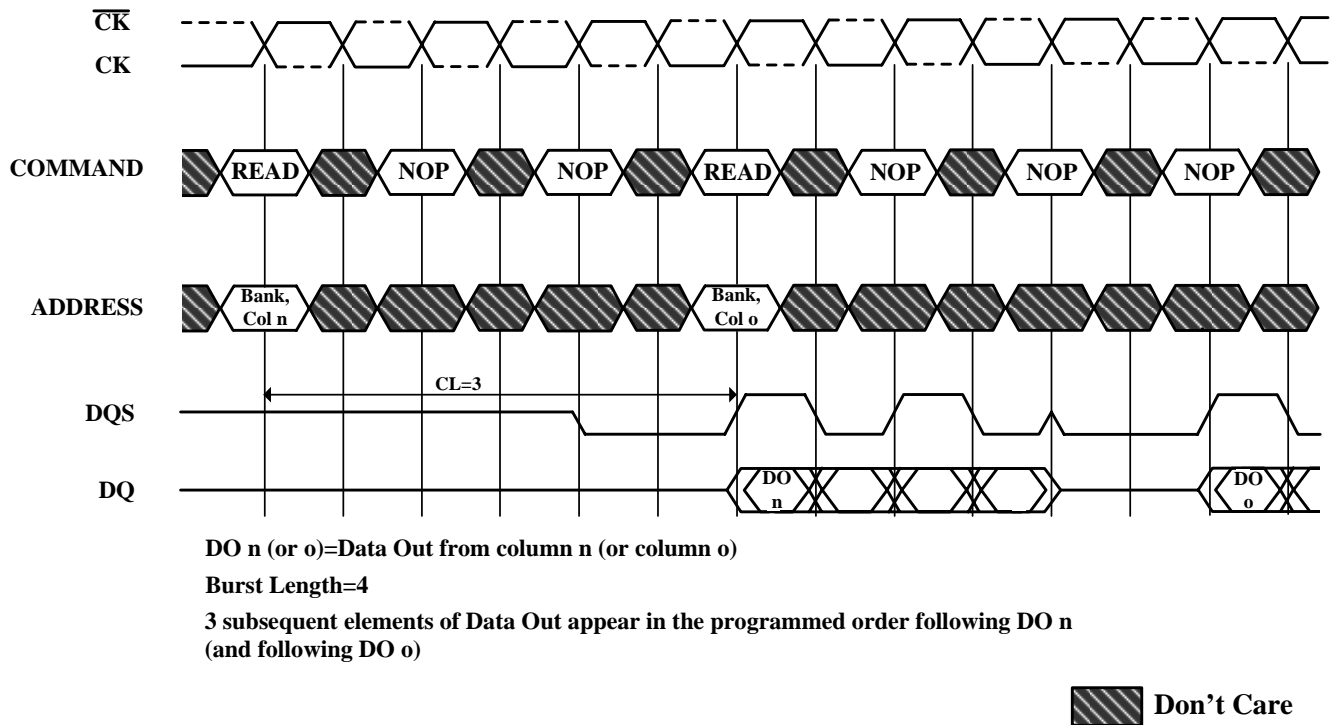 CK
CK
COMMAND
READ NOP NOP READ NOP NOP NOP
ADDRESS
Bank,
Col n
Bank,
Col o
CL=3
DQS
DQ
DO
n
DO
o
DO n (or o)=Data Out from column n (or column o)
Burst Length=4
3 subsequent elements of Data Out appear in the programmed order following DO n
(and following DO o)
Don't Care